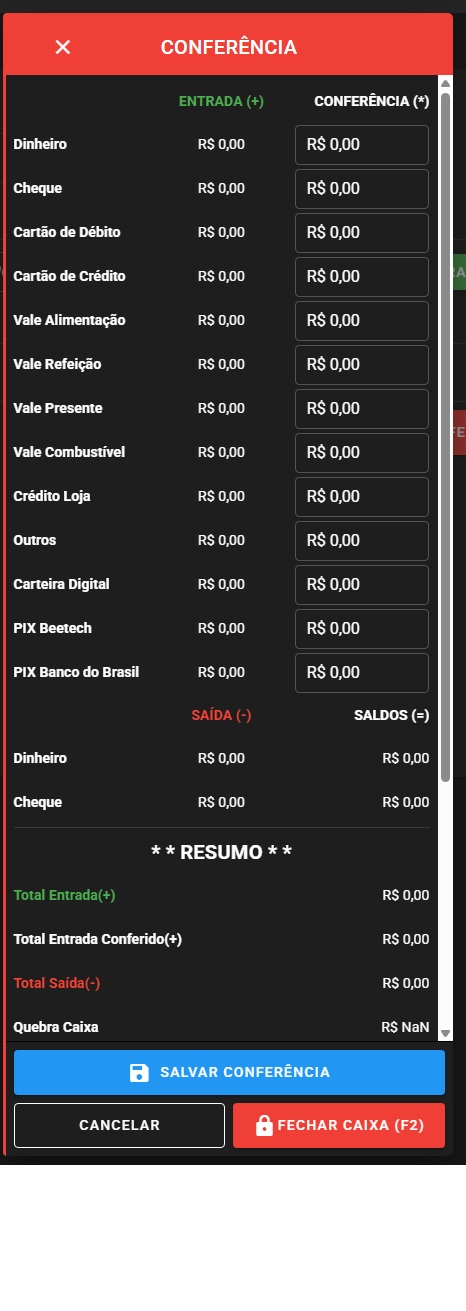 ✕ CONFERÊNCIA
ENTRADA (+) CONFERÊNCIA (*)
Dinheiro R$ 0,00 R$ 0,00
Cheque R$ 0,00 R$ 0,00
Cartão de Débito R$ 0,00 R$ 0,00
Cartão de Crédito R$ 0,00 R$ 0,00
Vale Alimentação R$ 0,00 R$ 0,00
Vale Refeição R$ 0,00 R$ 0,00
Vale Presente R$ 0,00 R$ 0,00
Vale Combustível R$ 0,00 R$ 0,00
Crédito Loja R$ 0,00 R$ 0,00
Outros R$ 0,00 R$ 0,00
Carteira Digital R$ 0,00 R$ 0,00
PIX Beetech R$ 0,00 R$ 0,00
PIX Banco do Brasil R$ 0,00 R$ 0,00
SAÍDA (-) SALDOS (=)
Dinheiro R$ 0,00 R$ 0,00
Cheque R$ 0,00 R$ 0,00
* * RESUMO * *
Total Entrada(+) R$ 0,00
Total Entrada Conferido(+) R$ 0,00
Total Saída(-) R$ 0,00
Quebra Caixa R$ NaN
SALVAR CONFERÊNCIA
CANCELAR FECHAR CAIXA (F2)